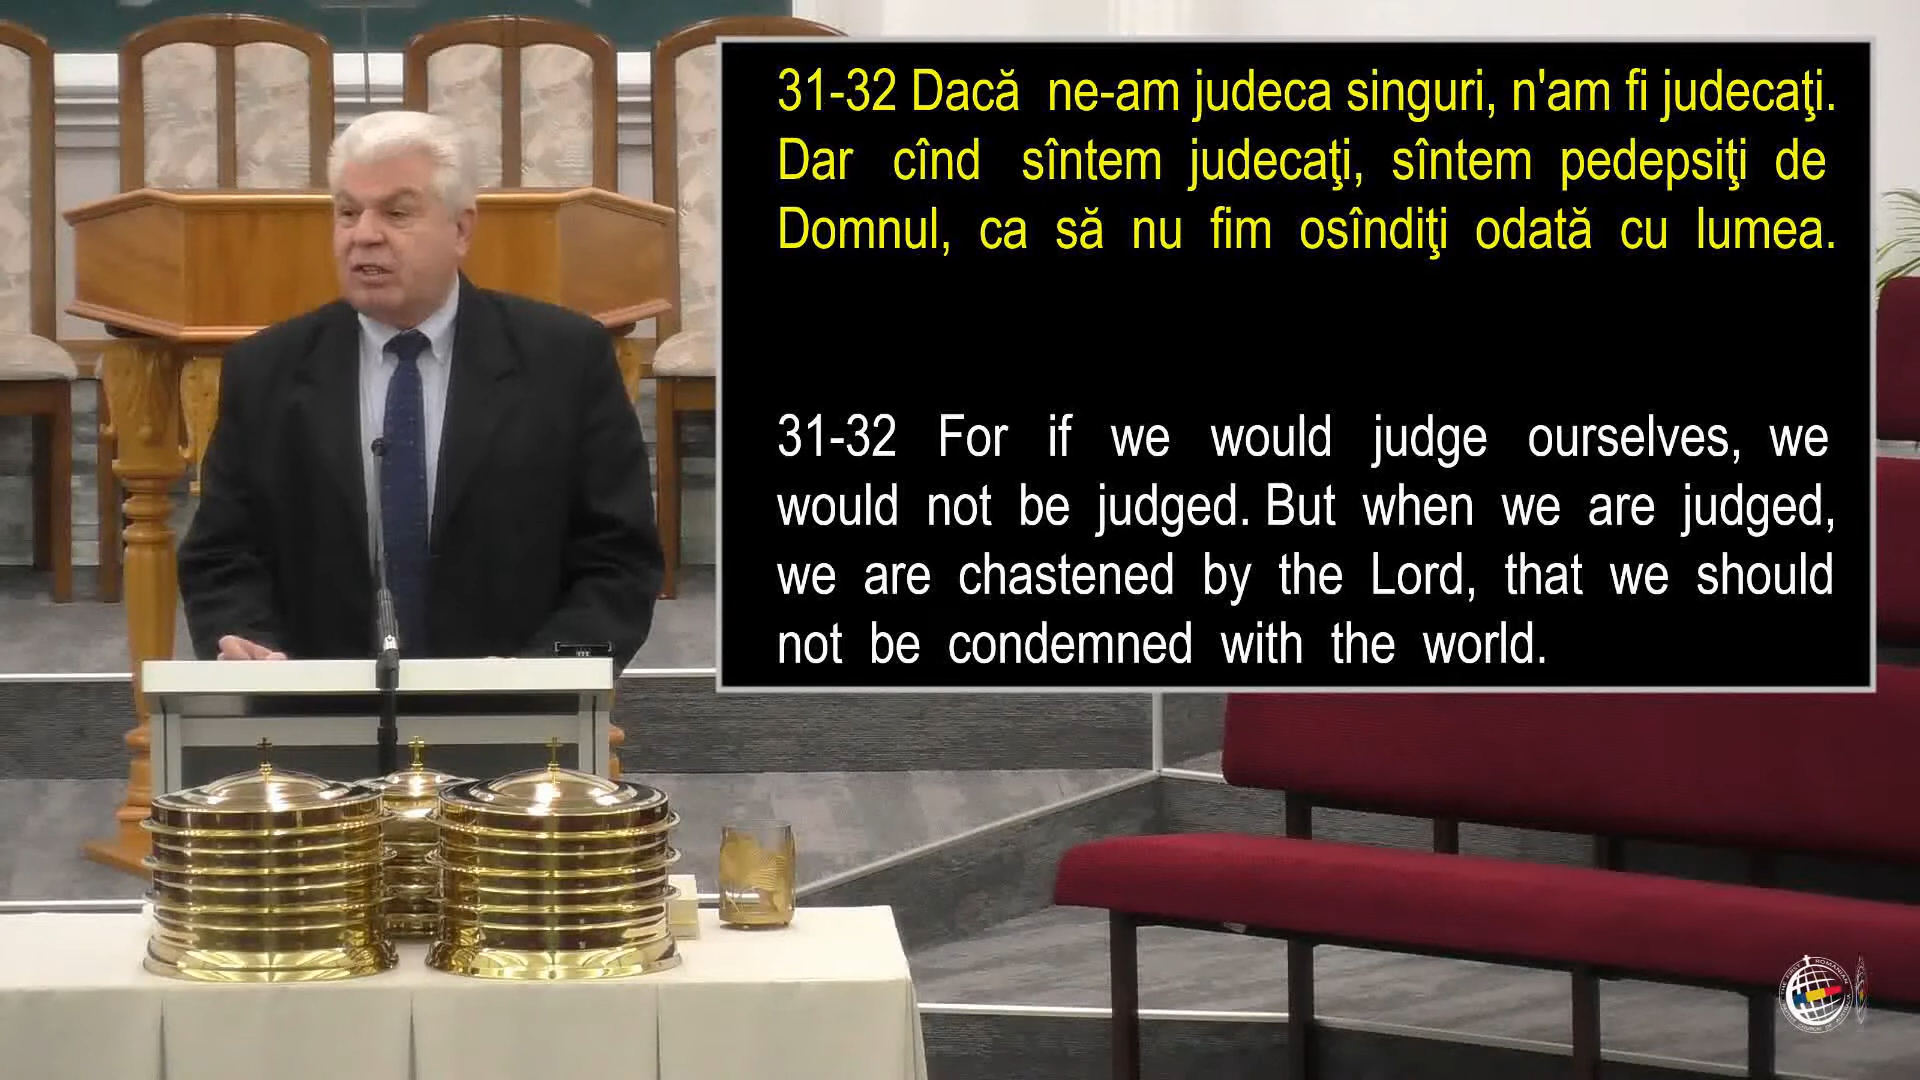 31-32 Dacă ne-am judeca singuri, n'am fi judecaţi.
Dar cînd sîntem judecaţi, sîntem pedepsiţi de
Domnul, ca să nu fim osîndiţi odată cu lumea.
31-32 For if we would judge ourselves, we
would not be judged. But when we are judged,
we are chastened by the Lord, that we should
not be condemned with the world.